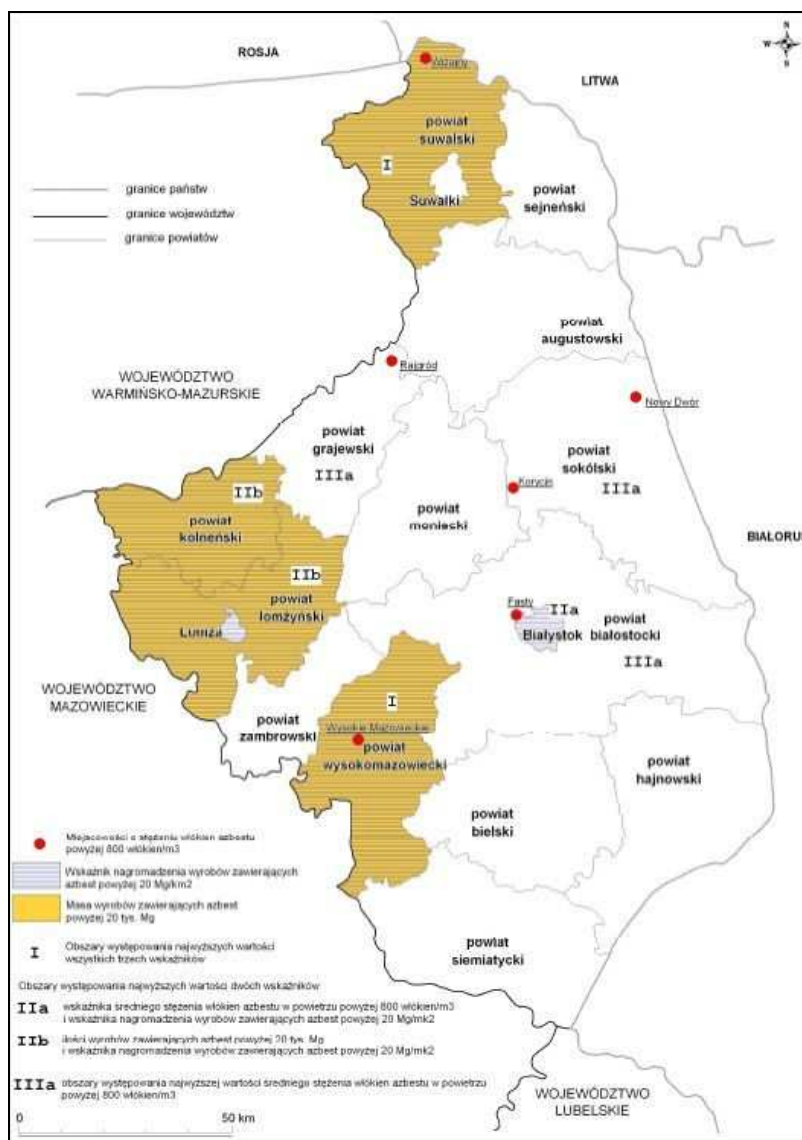 ROSJA
W
N
E
S
LITWA
Wiżajny
powiat
suwalski
I
Suwałki
powiat
sejneński
granice państw
granice województw
granice powiatów
powiat
augustowski
Rajgród
WOJEWÓDZTWO
WARMIŃSKO-MAZURSKIE
Nowy Dwór
powiat
grajewski
IIIa
powiat
sokólski
IIIa
Korycin
powiat
moniecki
IIb
powiat
kolneński
BIAŁORUŚ
IIb
powiat
łomżyński
Łomża
Fasty
IIa
Białystok
powiat
białostocki
IIIa
WOJEWÓDZTWO
MAZOWIECKIE
I
powiat
zambrowski
Wysokie Mazowieckie
powiat
wysokomazowiecki
powiat
hajnowski
powiat
bielski
Miejscowości o stężeniu włókien azbestu
powyżej 800 włókien/m3
Wskaźnik nagromadzenia wyrobów zawierających
azbest powyżej 20 Mg/km2
Masa wyrobów zawierających azbest
powyżej 20 tys. Mg
I Obszary występowania najwyższych wartości
wszystkich trzech wskaźników
powiat
siemiatycki
Obszary występowania najwyższych wartości dwóch wskaźników
IIa wskaźnika średniego stężenia włókien azbestu w powietrzu powyżej 800 włókien/m3
i wskaźnika nagromadzenia wyrobów zawierających azbest powyżej 20 Mg/mk2
IIb ilości wyrobów zawierających azbest powyżej 20 tys. Mg
i wskaźnika nagromadzenia wyrobów zawierających azbest powyżej 20 Mg/mk2
IIIa obszary występowania najwyższej wartości średniego stężenia włókien azbestu w powietrzu
powyżej 800 włókien/m3
WOJEWÓDZTWO
LUBELSKIE
0 50 km